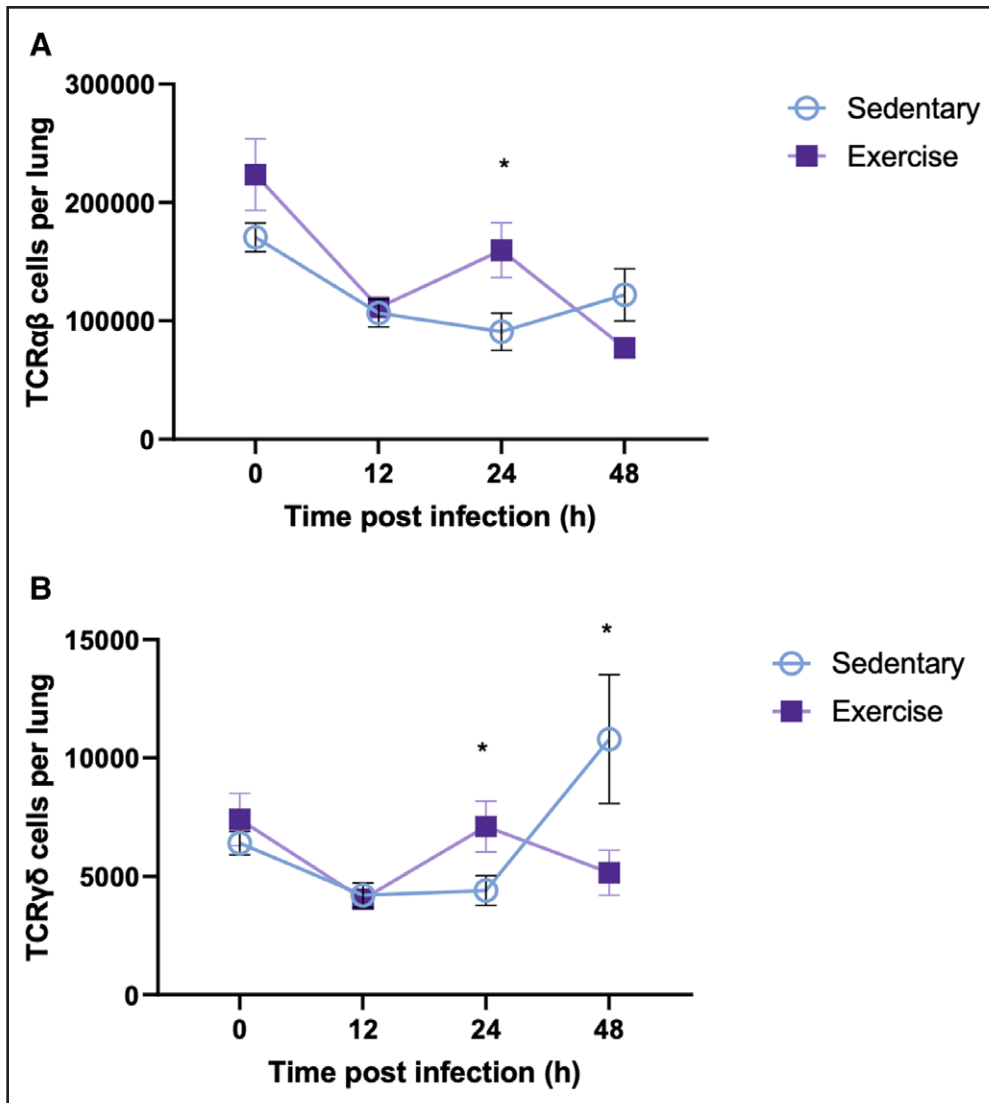 A
300000
200000
100000
0
TCRαβ cells per lung
0 12 24 48
Time post infection (h)
*
Sedentary
Exercise
B
15000
10000
5000
0
TCRγδ cells per lung
0 12 24 48
Time post infection (h)
*
*
Sedentary
Exercise